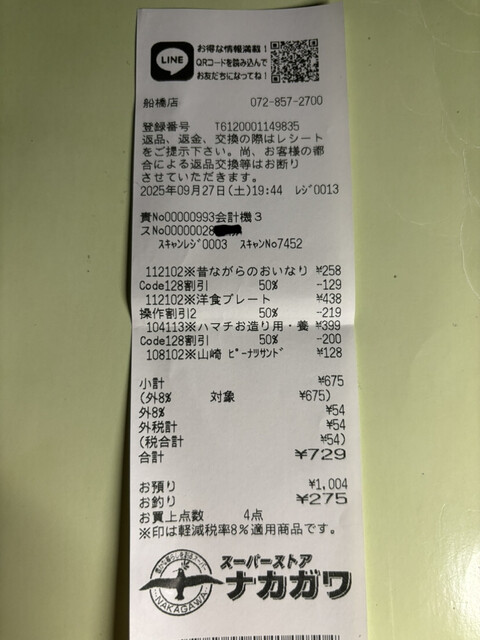 LINE
お得な情報満載！
QRコードを読み込んで
お友だちになってね！
船橋店 072-857-2700
登録番号 T6120001149835
返品、返金、交換の際はレシート
をご提示下さい。尚、お客様の都
合による返品交換等はお断り
させていただきます。
2025年09月27日(土)19:44 ﾚｼﾞ0013
責No00000993会計機3
スNo00000028
ｽｷｬﾝﾚｼﾞ0003 ｽｷｬﾝNo7452
112102※昔ながらのおいなり ¥258
Code128割引 50% -129
112102※洋食プレート ¥438
操作割引2 50% -219
104113※ハマチお造り用・養 ¥399
Code128割引 50% -200
108102※山崎 ﾋﾟｰﾅﾂｻﾝﾄﾞ ¥128
小計 ¥675
(外8% 対象 ¥675)
外8% ¥54
外税計 ¥54
(税合計 ¥54)
合計 ¥729
お預り ¥1,004
お釣り ¥275
お買上点数 4点
※印は軽減税率8%適用商品です。
スーパーストア
ナカガワ
NAKAGAWA